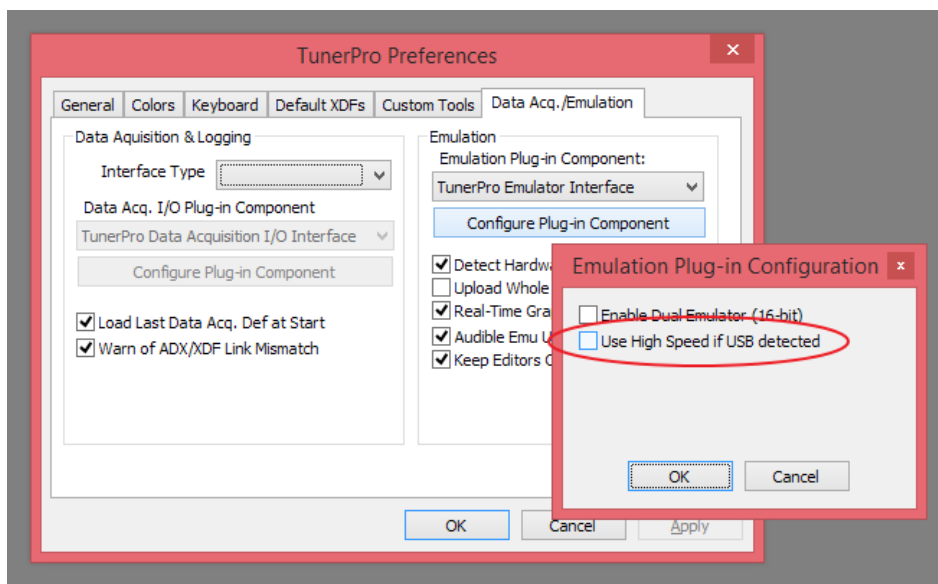 TunerPro Preferences
x
General Colors Keyboard Default XDFs Custom Tools Data Acq./Emulation
Data Aquisition & Logging
Interface Type
Data Acq. I/O Plug-in Component
TunerPro Data Acquisition I/O Interface
Configure Plug-in Component
Load Last Data Acq. Def at Start
Warn of ADX/XDF Link Mismatch
Emulation
Emulation Plug-in Component:
TunerPro Emulator Interface
Configure Plug-in Component
Detect Hardw
Upload Whole
Real-Time Gra
Audible Emu U
Keep Editors
OK Cancel Apply
Emulation Plug-in Configuration
x
Enable Dual Emulator (16-bit)
Use High Speed if USB detected
OK Cancel